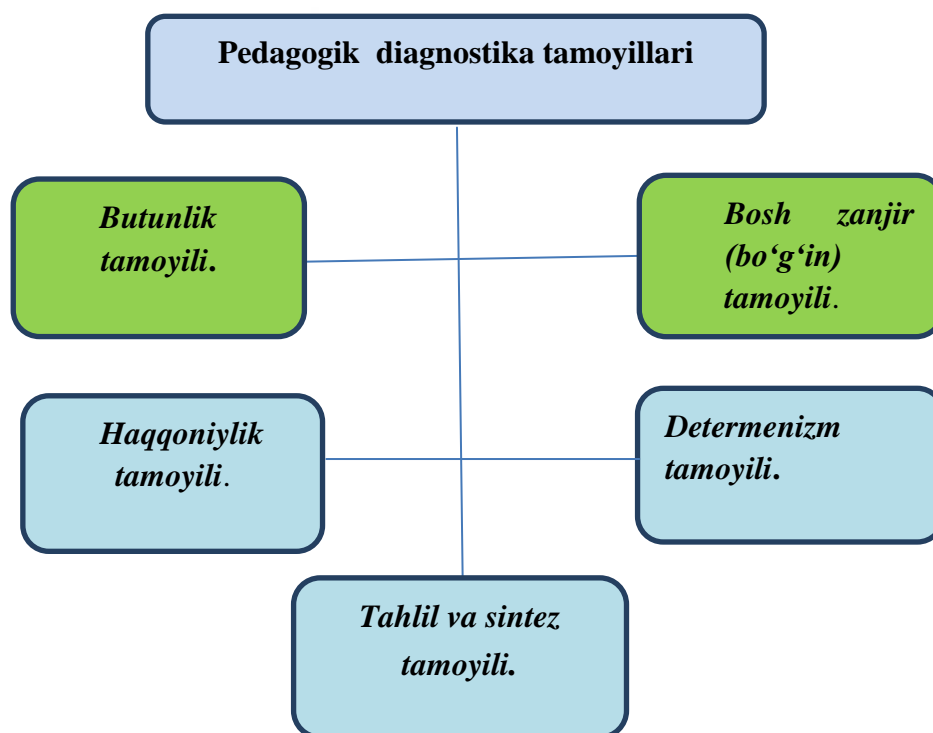 Pedagogik diagnostika tamoyillari
Butunlik
tamoyili.
Bosh zanjir
(bo‘g‘in)
tamoyili.
Haqqoniylik
tamoyili.
Determenizm
tamoyili.
Tahlil va sintez
tamoyili.